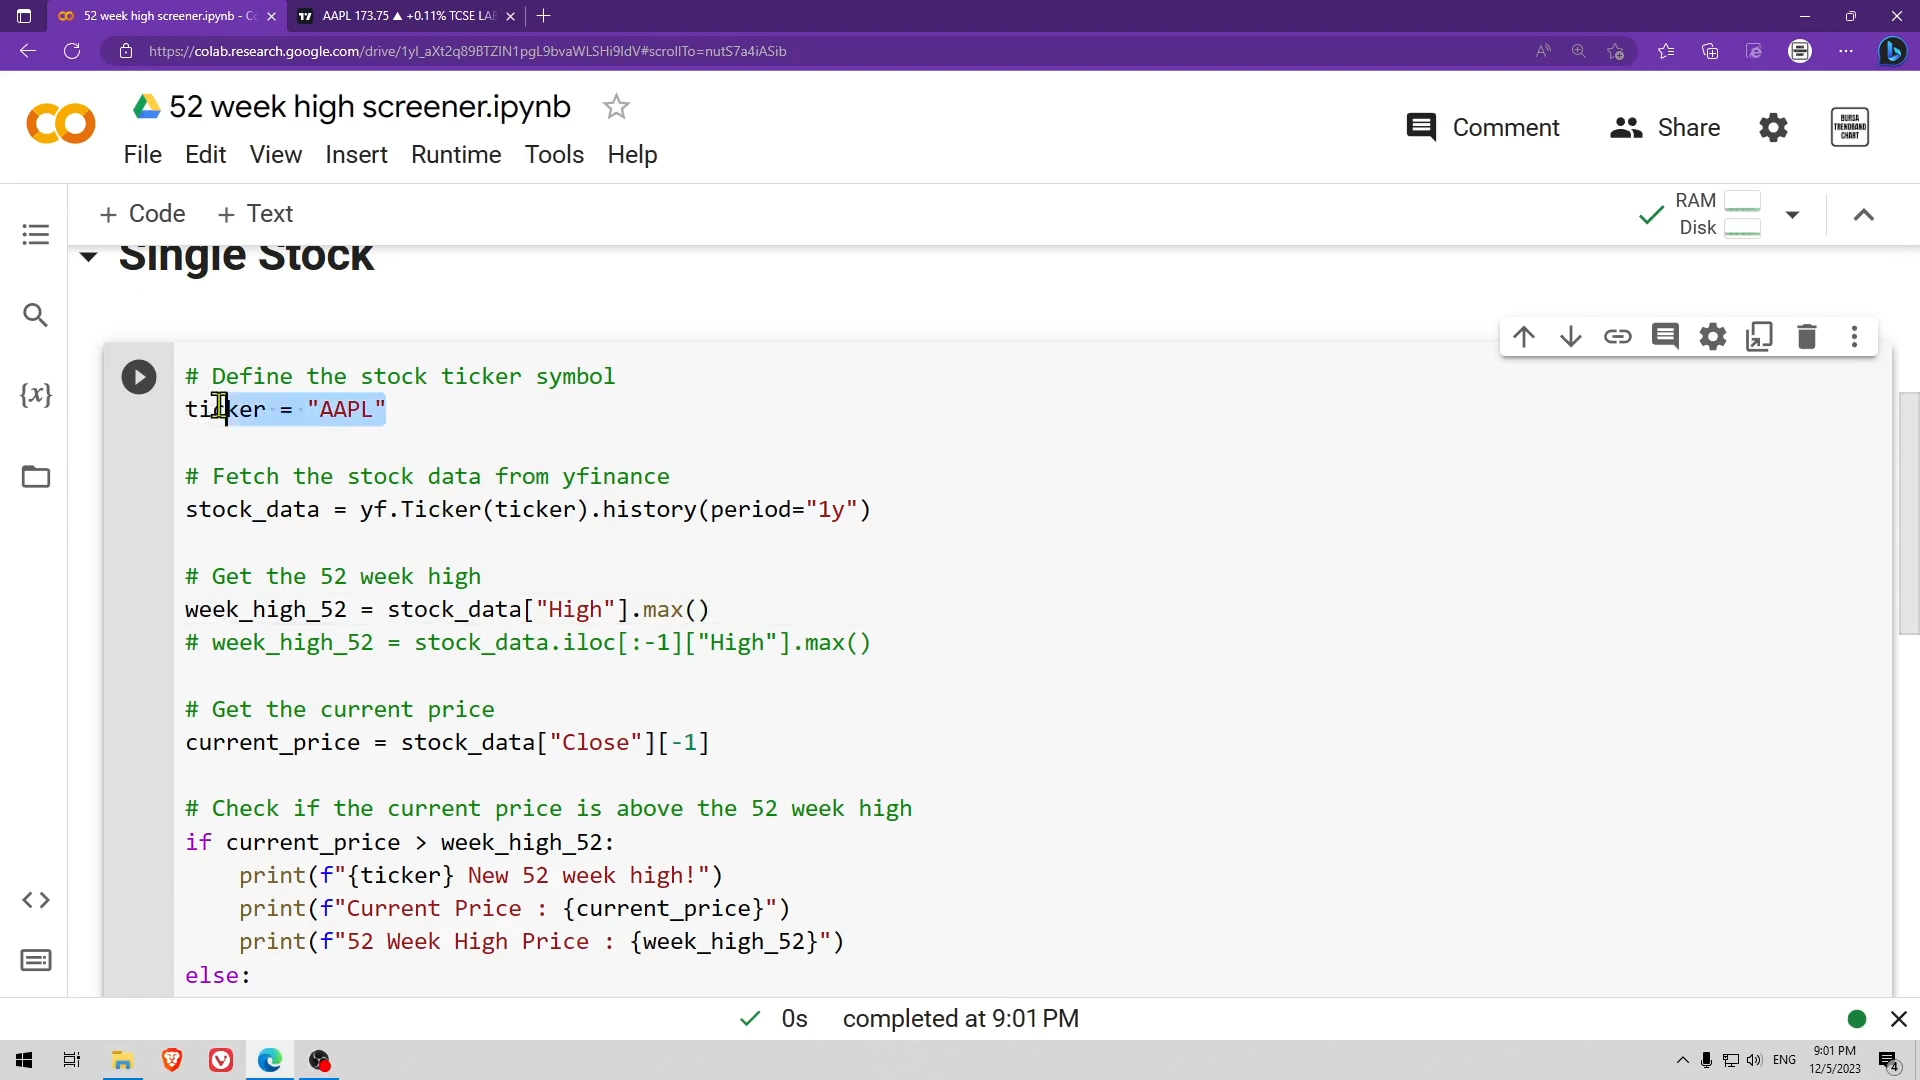 52 week high screener.ipynb - Co
AAPL 173.75 ▲ +0.11% TCSE LAB
https://colab.research.google.com/drive/1yl_aXt2q89BTZIN1pgL9bvaWLSHi9ldV#scrollTo=nutS7a4iASib
52 week high screener.ipynb
Comment
Share
BURSA
TRENDBAND
CHART
File Edit View Insert Runtime Tools Help
+ Code + Text
RAM
Disk
Single Stock
# Define the stock ticker symbol
ticker = "AAPL"
# Fetch the stock data from yfinance
stock_data = yf.Ticker(ticker).history(period="1y")
# Get the 52 week high
week_high_52 = stock_data["High"].max()
# week_high_52 = stock_data.iloc[:-1]["High"].max()
# Get the current price
current_price = stock_data["Close"][-1]
# Check if the current price is above the 52 week high
if current_price > week_high_52:
print(f"{ticker} New 52 week high!")
print(f"Current Price : {current_price}")
print(f"52 Week High Price : {week_high_52}")
else:
0s completed at 9:01 PM
ENG
9:01 PM
12/5/2023
4